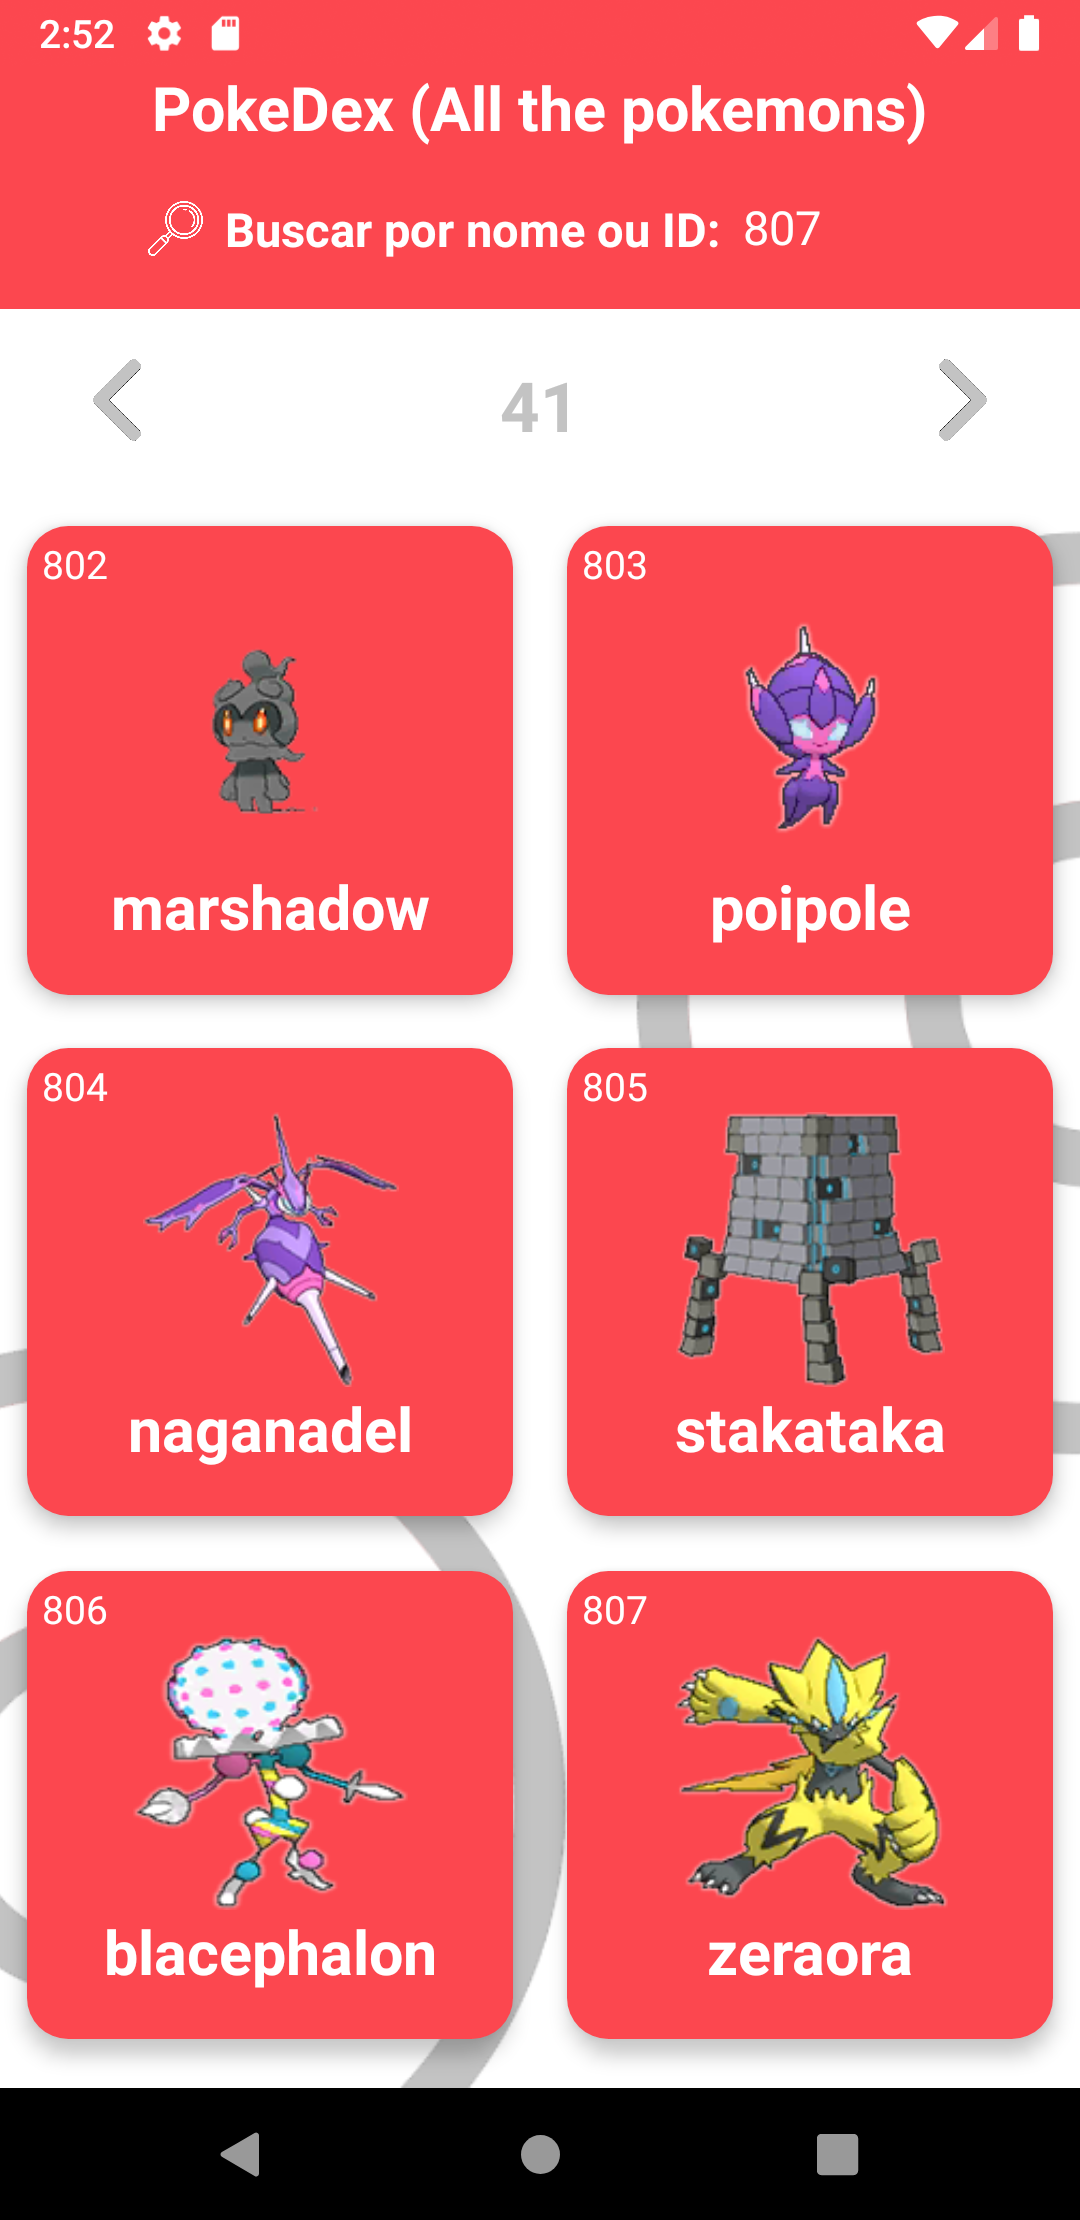 2:52
PokeDex (All the pokemons)
Buscar por nome ou ID: 807
41
802
803
marshadow
poipole
804
805
naganadel
stakataka
806
807
blacephalon
zeraora